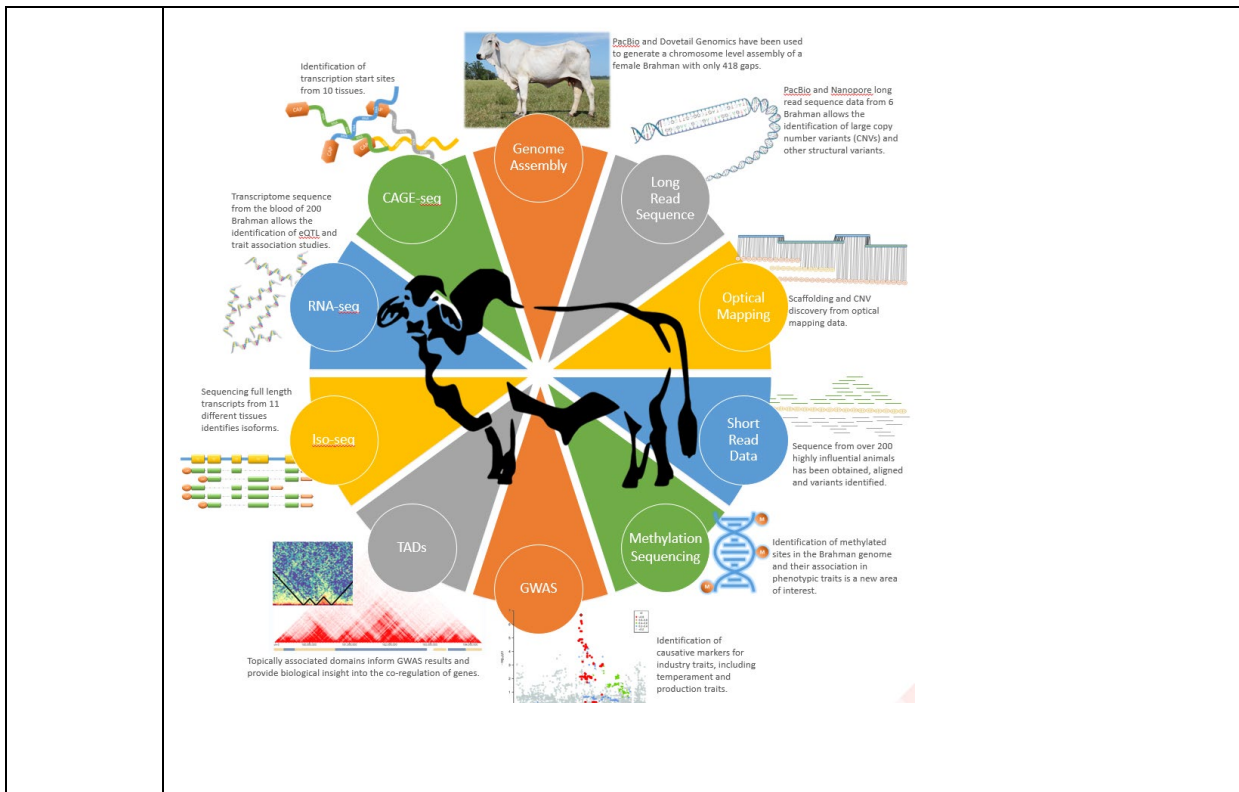 PacBio and Dovetail Genomics have been used
to generate a chromosome level assembly of a
female Brahman with only 418 gaps.
Genome
Assembly
PacBio and Nanopore long
read sequence data from 6
Brahman allows the
identification of large copy
number variants (CNVs) and
other structural variants.
Long
Read
Sequence
Optical
Mapping
Scaffolding and CNV
discovery from optical
mapping data.
Short
Read
Data
Sequence from over 200
highly influential animals
has been obtained, aligned
and variants identified.
Methylation
Sequencing
M
M
M
Identification of methylated
sites in the Brahman genome
and their association in
phenotypic traits is a new area
of interest.
GWAS
Identification of
causative markers for
industry traits, including
temperament and
production traits.
TADs
Topically associated domains inform GWAS results and
provide biological insight into the co-regulation of genes.
Iso-seq
Sequencing full length
transcripts from 11
different tissues
identifies isoforms.
RNA-seq
Transcriptome sequence
from the blood of 200
Brahman allows the
identification of eQTL and
trait association studies.
CAGE-seq
Identification of
transcription start sites
from 10 tissues.
CAP
CAP
CAP
CAP